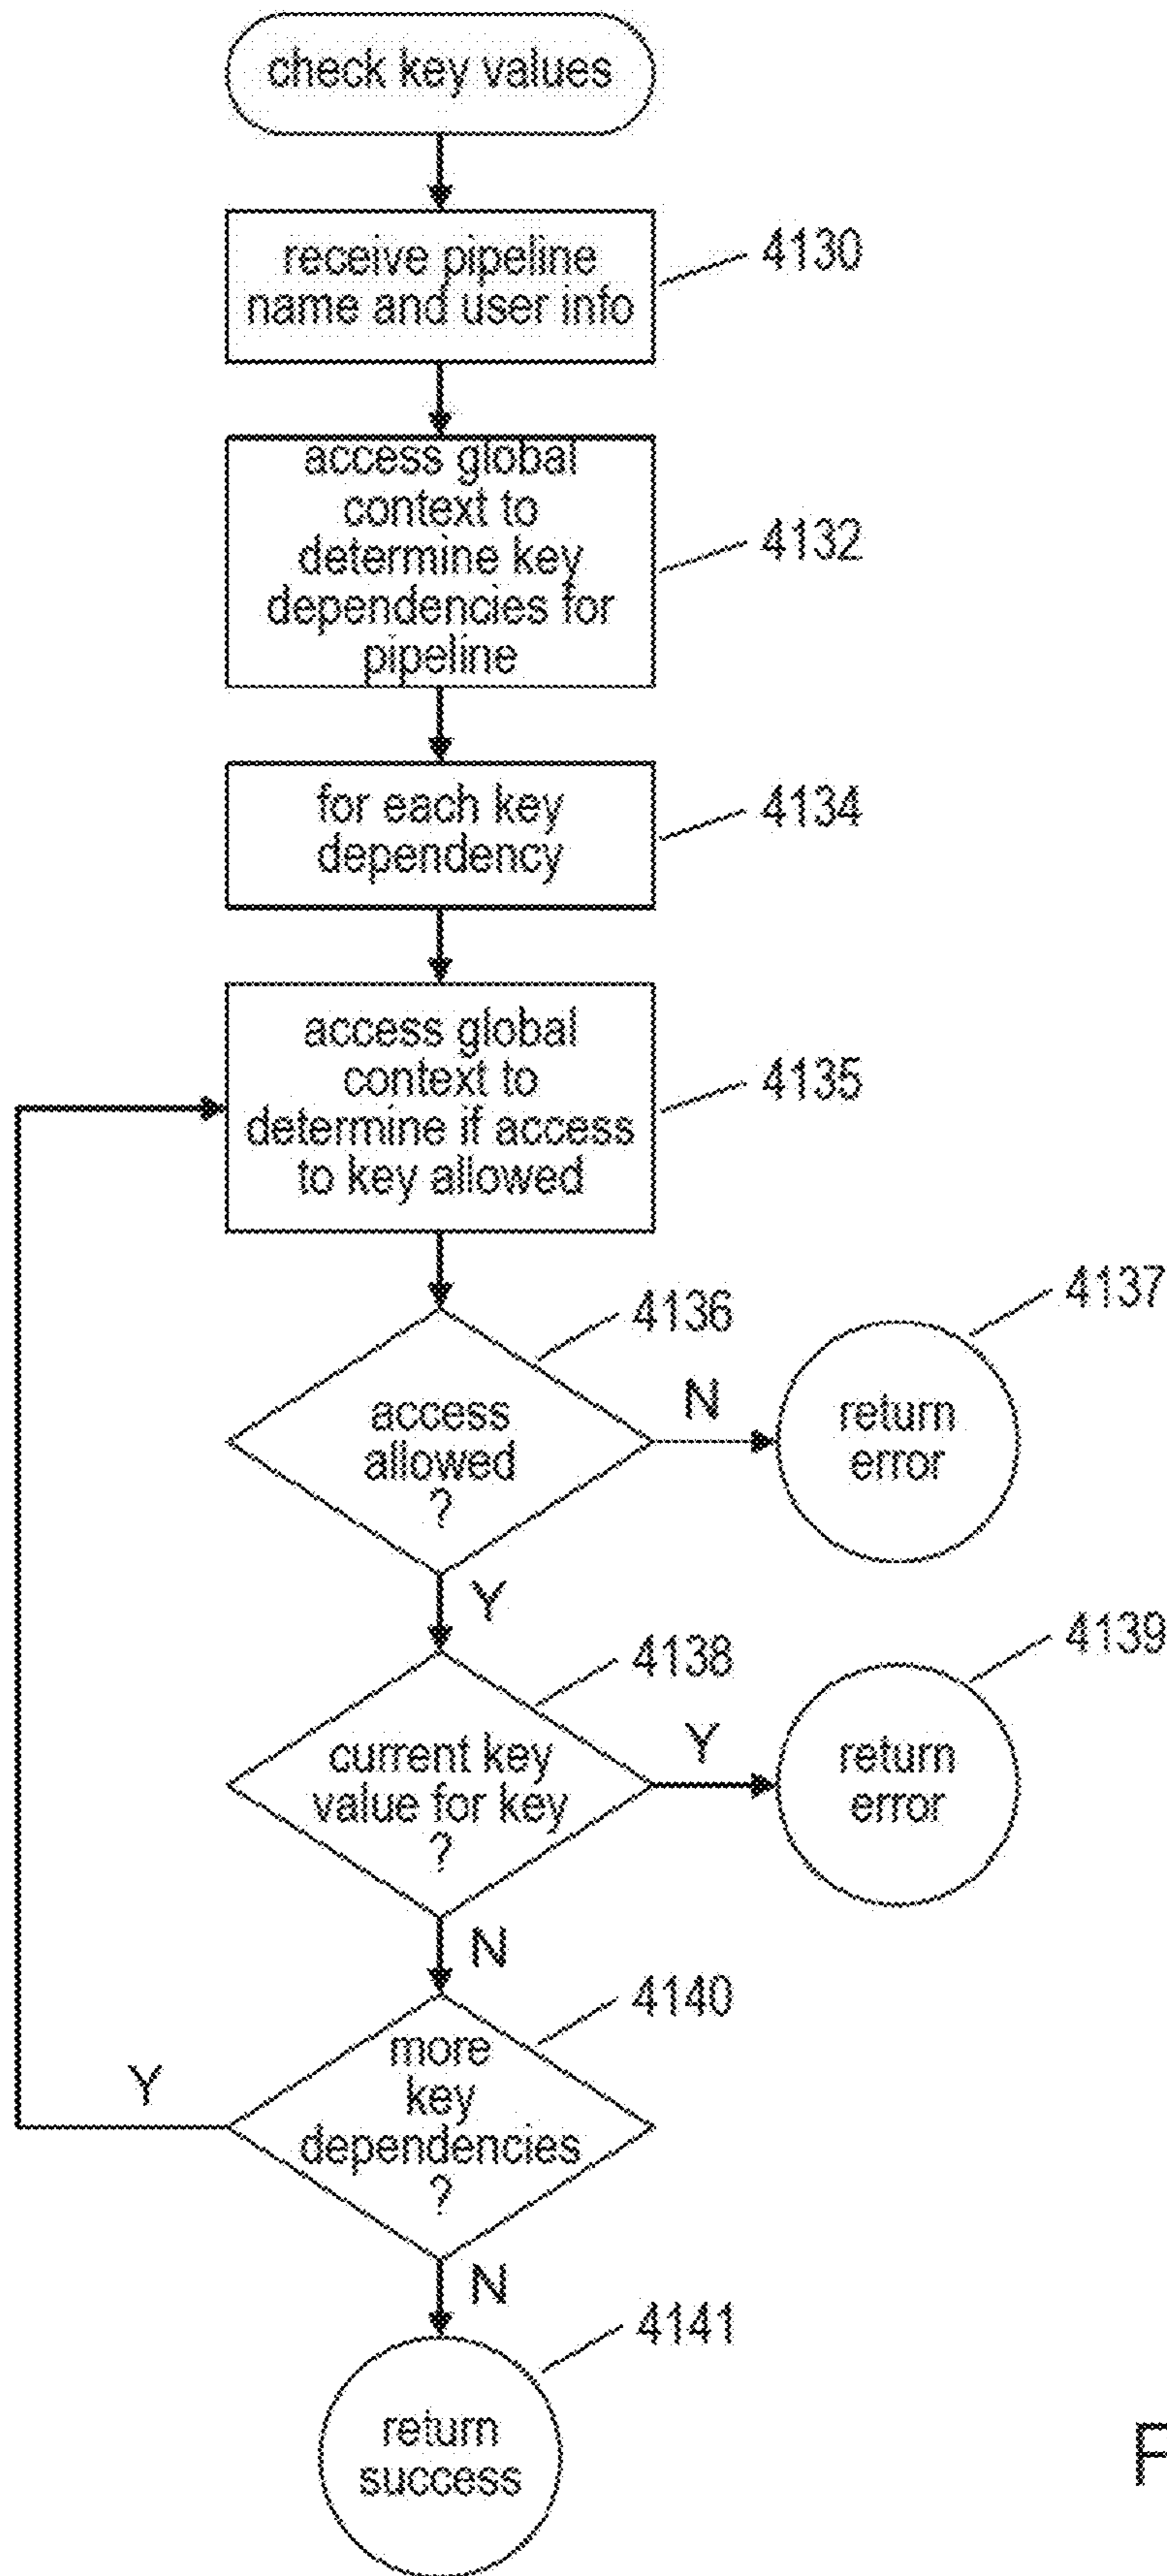 check key values
receive pipeline
name and user info
4130
access global
context to
determine key
dependencies for
pipeline
4132
for each key
dependency
4134
access global
context to
determine if access
to key allowed
4135
4136
access
allowed
?
N
4137
return
error
Y
4138
current key
value for key
?
Y
4139
return
error
N
4140
more
key
dependencies
?
Y
N
4141
return
success
F